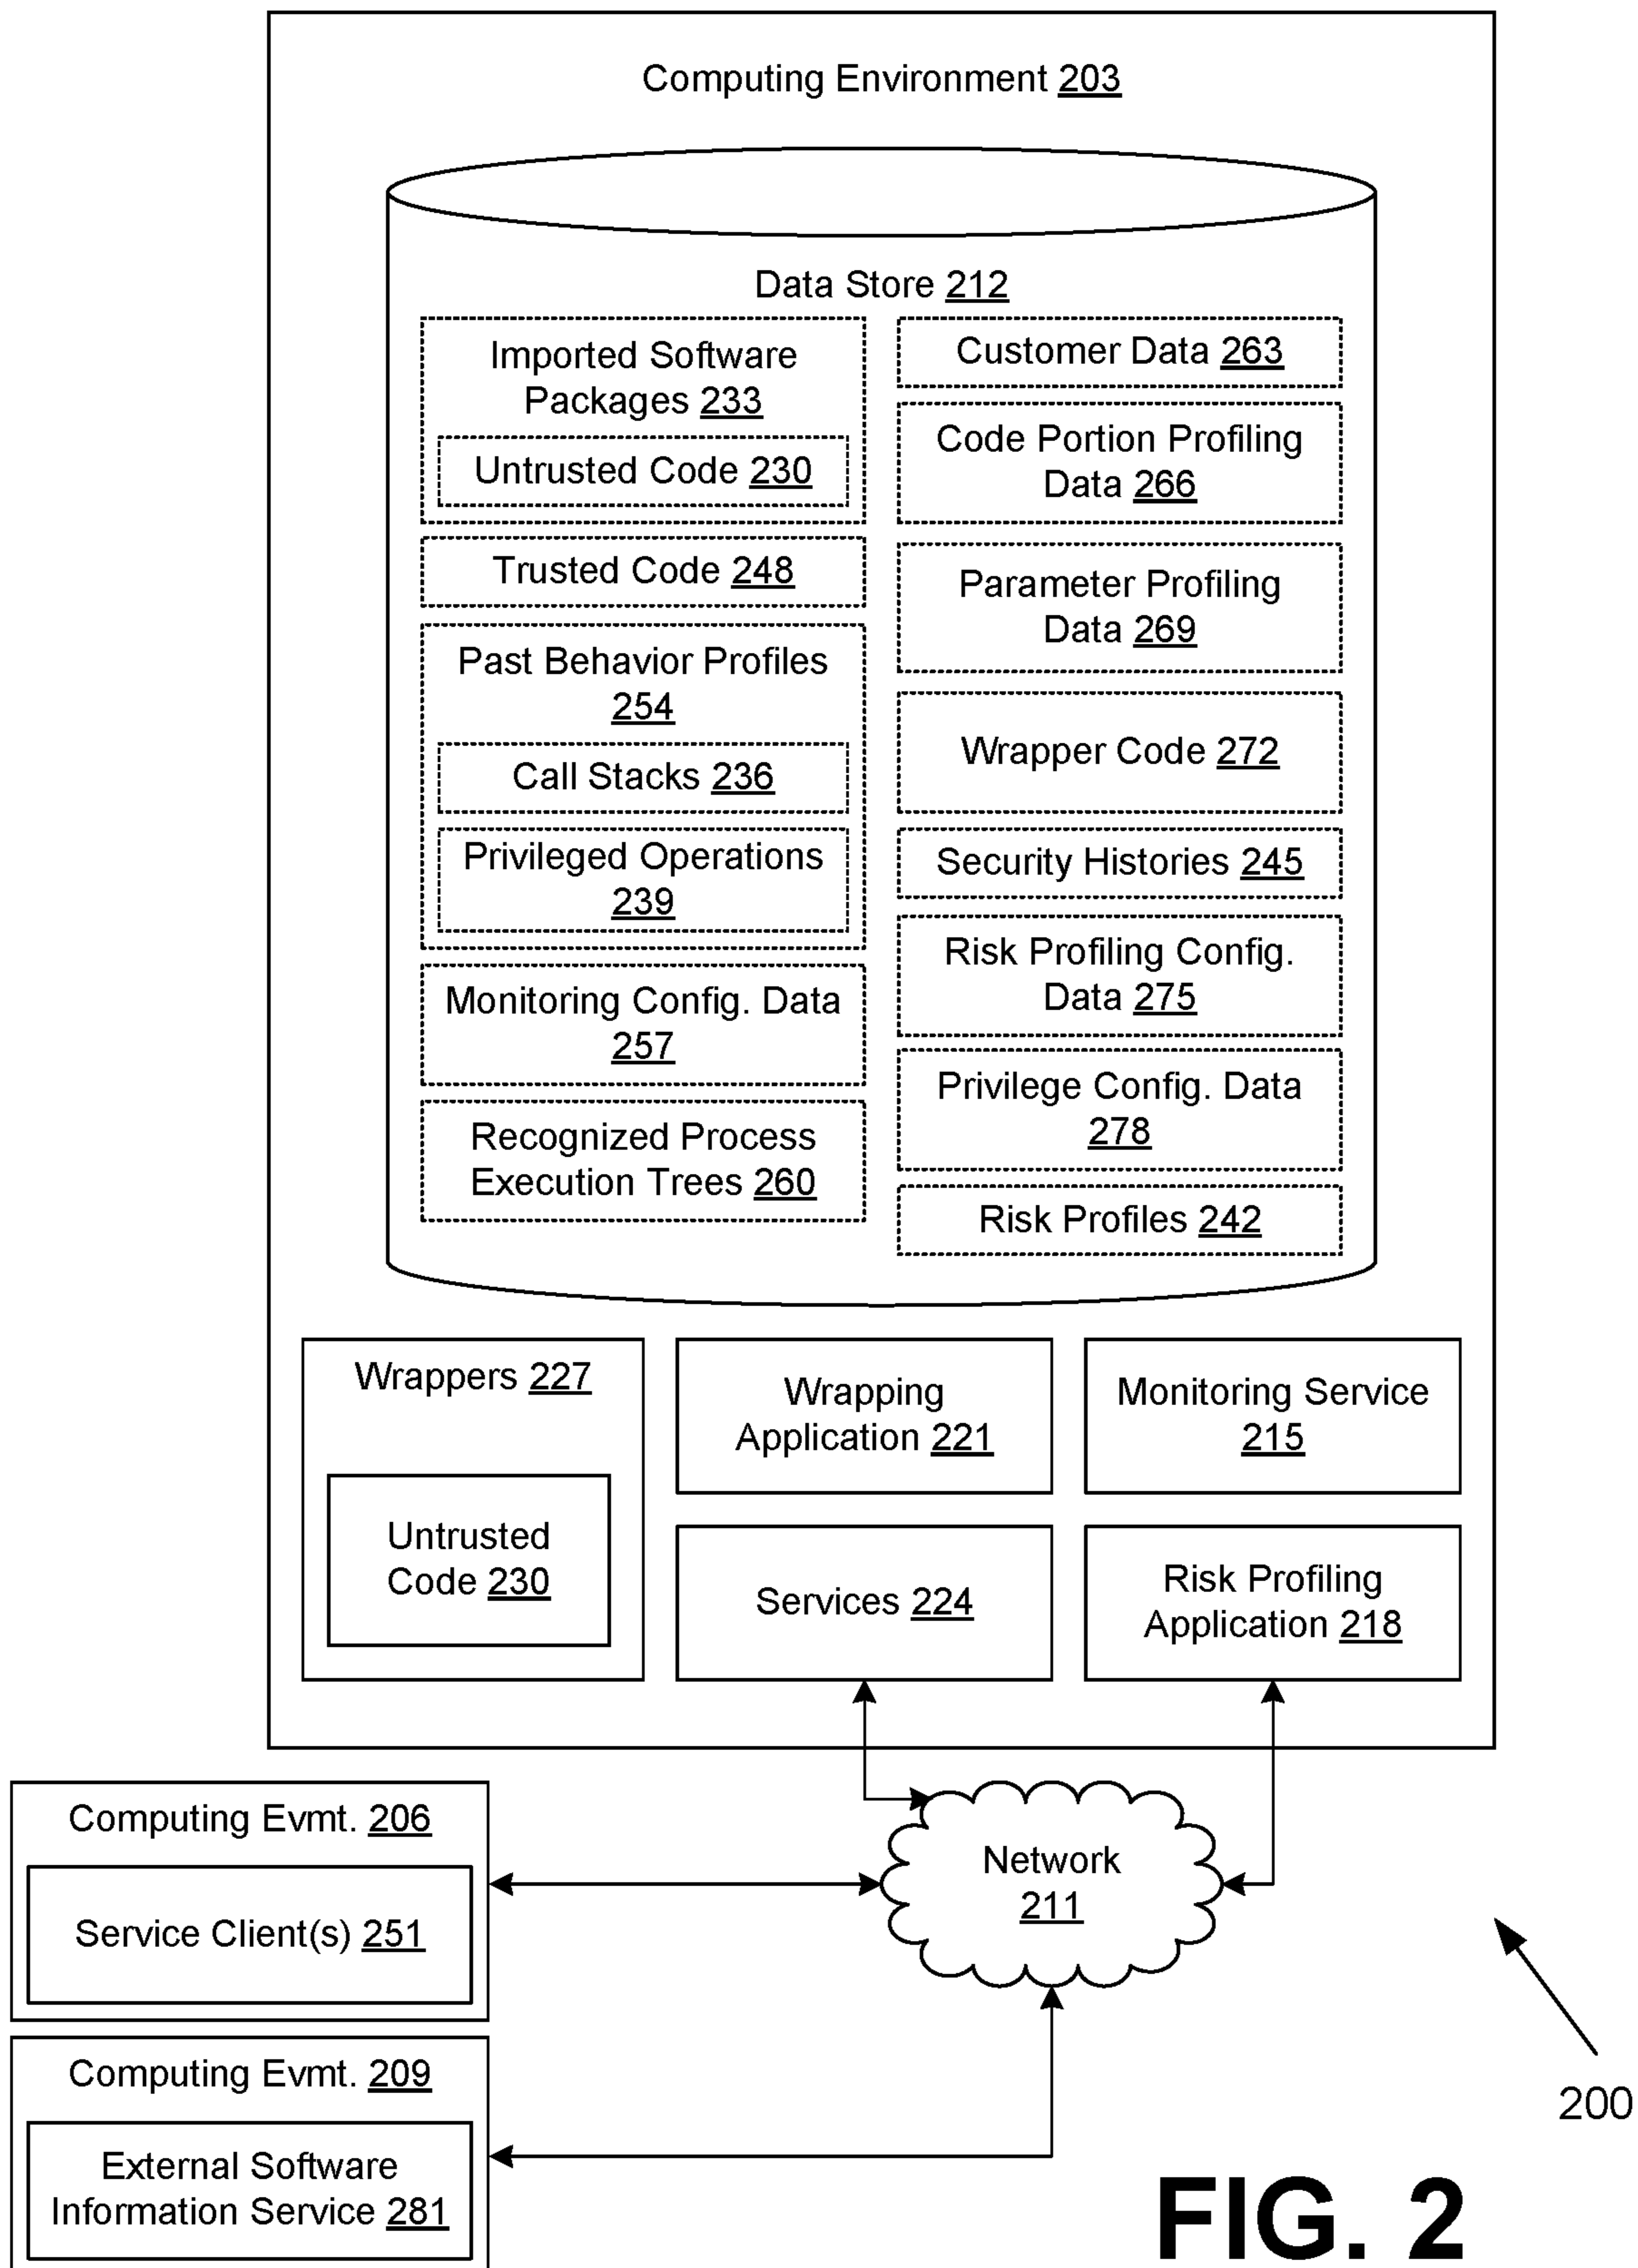 Computing Environment 203
Data Store 212
Imported Software
Packages 233
Untrusted Code 230
Trusted Code 248
Past Behavior Profiles
254
Call Stacks 236
Privileged Operations
239
Monitoring Config. Data
257
Recognized Process
Execution Trees 260
Customer Data 263
Code Portion Profiling
Data 266
Parameter Profiling
Data 269
Wrapper Code 272
Security Histories 245
Risk Profiling Config.
Data 275
Privilege Config. Data
278
Risk Profiles 242
Wrappers 227
Untrusted
Code 230
Wrapping
Application 221
Monitoring Service
215
Services 224
Risk Profiling
Application 218
Computing Evmt. 206
Service Client(s) 251
Network
211
Computing Evmt. 209
External Software
Information Service 281
200
FIG. 2